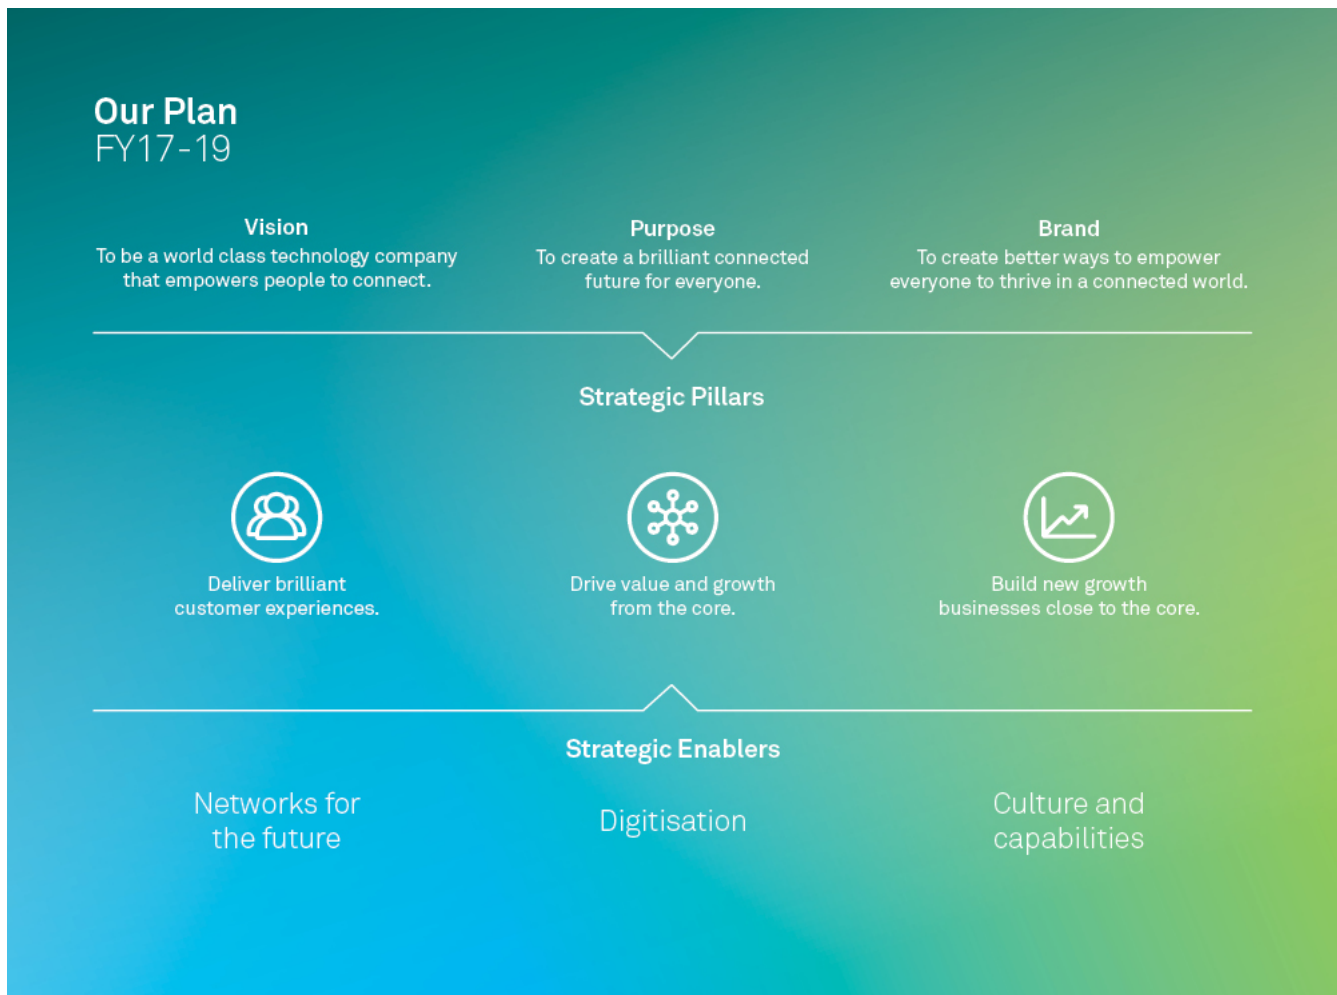 Our Plan
FY17-19
Vision
To be a world class technology company
that empowers people to connect.
Purpose
To create a brilliant connected
future for everyone.
Brand
To create better ways to empower
everyone to thrive in a connected world.
Strategic Pillars
Deliver brilliant
customer experiences.
Drive value and growth
from the core.
Build new growth
businesses close to the core.
Strategic Enablers
Networks for
the future
Digitisation
Culture and
capabilities